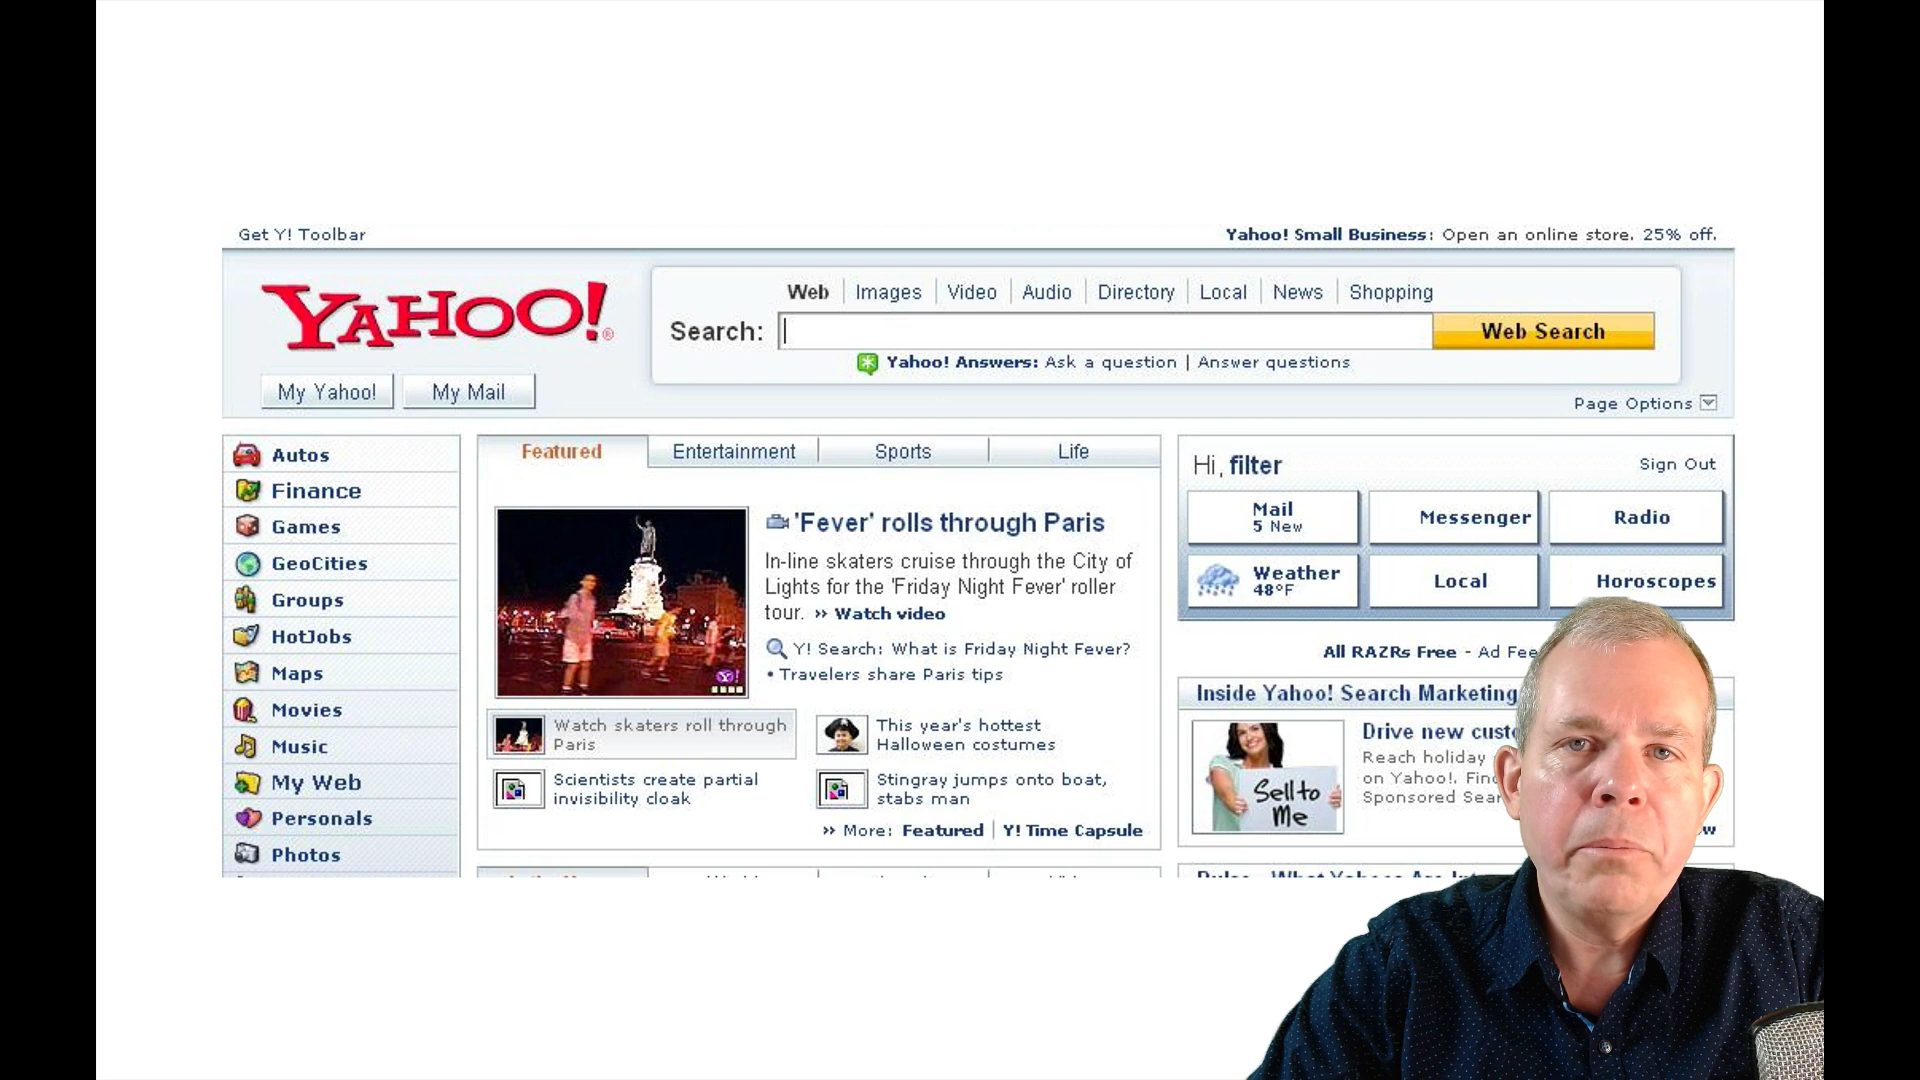 Get Y! Toolbar
Yahoo! Small Business: Open an online store. 25% off.
YAHOO!®
Web | Images | Video | Audio | Directory | Local | News | Shopping
Search:
Web Search
Yahoo! Answers: Ask a question | Answer questions
My Yahoo!
My Mail
Page Options
Autos
Finance
Games
GeoCities
Groups
HotJobs
Maps
Movies
Music
My Web
Personals
Photos
Featured
Entertainment
Sports
Life
'Fever' rolls through Paris
In-line skaters cruise through the City of
Lights for the 'Friday Night Fever' roller
tour. » Watch video
Y! Search: What is Friday Night Fever?
• Travelers share Paris tips
Y!
Watch skaters roll through
Paris
This year's hottest
Halloween costumes
Scientists create partial
invisibility cloak
Stingray jumps onto boat,
stabs man
» More: Featured | Y! Time Capsule
Hi, filter
Sign Out
Mail
5 New
Messenger
Radio
Weather
48°F
Local
Horoscopes
All RAZRs Free - Ad Fee
Inside Yahoo! Search Marketing
Sell to
Me
Drive new
Reach holiday
on Yahoo!.
Sponsored